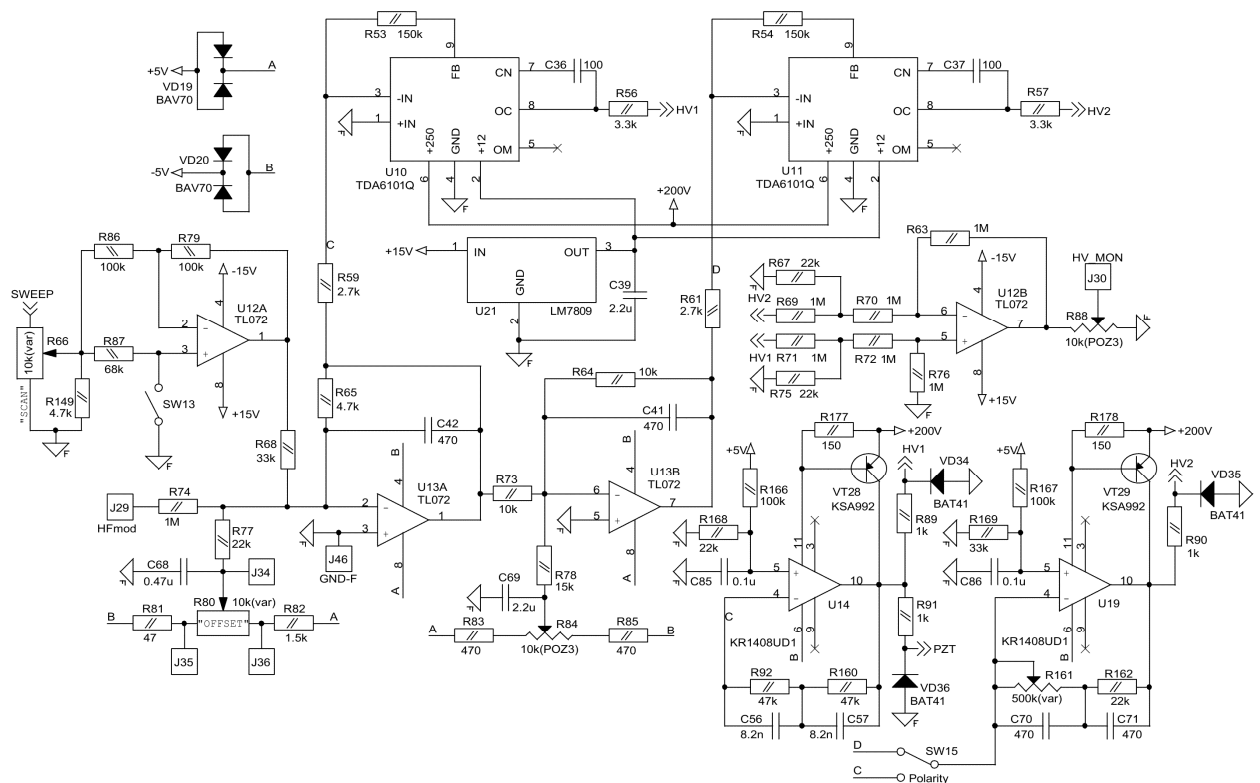 R53 150k
R54 150k
+5V
VD19
BAV70
A
-5V
VD20
BAV70
B
9
FB
3 -IN
1 +IN
F
CN 7
OC 8
OM 5
+250
GND
+12
6
4
2
U10
TDA6101Q
F
C36 100
R56
3.3k
HV1
9
FB
3 -IN
1 +IN
F
CN 7
OC 8
OM 5
+250
GND
+12
6
4
2
U11
TDA6101Q
F
C37 100
R57
3.3k
HV2
+200V
+15V
1 IN
OUT 3
GND
2
U21 LM7809
F
C39
2.2u
C
R59
2.7k
D
R61
2.7k
R65
4.7k
R86
100k
R79
100k
SWEEP
R66
10k(var)
"SCAN"
R87
68k
R149
4.7k
F
SW13
F
-15V
4
U12A
TL072
2
3
1
8
+15V
R68
33k
R63 1M
R67 22k
F
HV2
R69 1M
R70 1M
HV1
R71 1M
R72 1M
R75
22k
F
R76
1M
F
-15V
4
U12B
TL072
6
5
7
8
+15V
HV_MON
J30
R88
10k(POZ3)
F
J29
HFmod
R74
1M
R77
22k
C68
0.47u
F
J34
B
R81
47
R80 10k(var)
"OFFSET"
R82
1.5k
A
J35
J36
C42
470
B
4
U13A
TL072
2
3
1
8
A
F
J46
GND-F
R73
10k
R64 10k
C41
470
B
4
U13B
TL072
6
5
7
8
A
F
R78
15k
C69
2.2u
F
A
R83
470
R84
10k(POZ3)
R85
470
B
+5V
R166
100k
R168
22k
F
C85 0.1u
F
R177
150
+200V
VT28
KSA992
11
3
5
4
10
U14
6
9
KR1408UD1
B
C
HV1
VD34
BAT41
F
R89
1k
R91
1k
PZT
VD36
BAT41
F
R92
47k
R160
47k
C56
8.2n
C57
8.2n
+5V
R167
100k
R169
33k
F
C86 0.1u
F
R178
150
+200V
VT29
KSA992
11
3
5
4
10
U19
6
9
KR1408UD1
B
HV2
VD35
BAT41
F
R90
1k
R161
500k(var)
R162
22k
C70
470
C71
470
D
SW15
C
Polarity